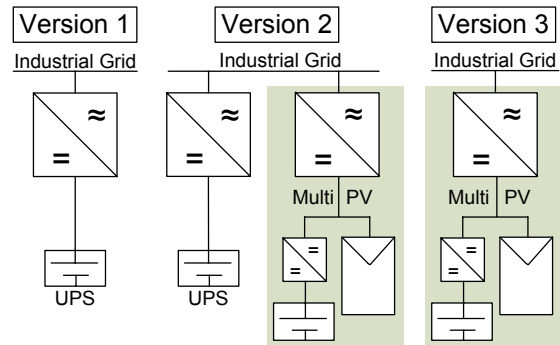 Version 1
Version 2
Version 3
Industrial Grid
Industrial Grid
Industrial Grid
≈
=
≈
=
≈
=
≈
=
Multi PV
Multi PV
=
=
=
=
UPS
UPS